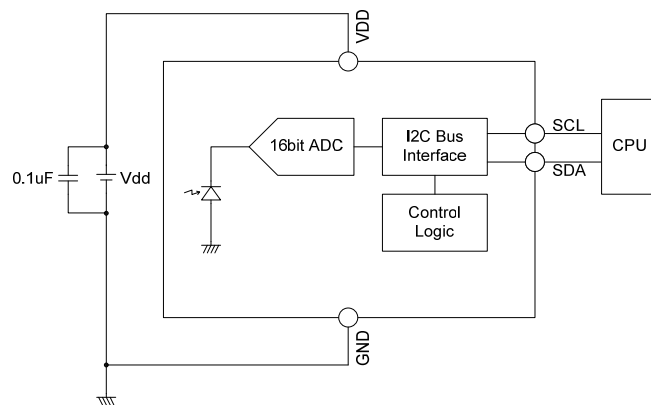 VDD
16bit ADC
I2C Bus
Interface
SCL
SDA
CPU
0.1uF
Vdd
Control
Logic
GND